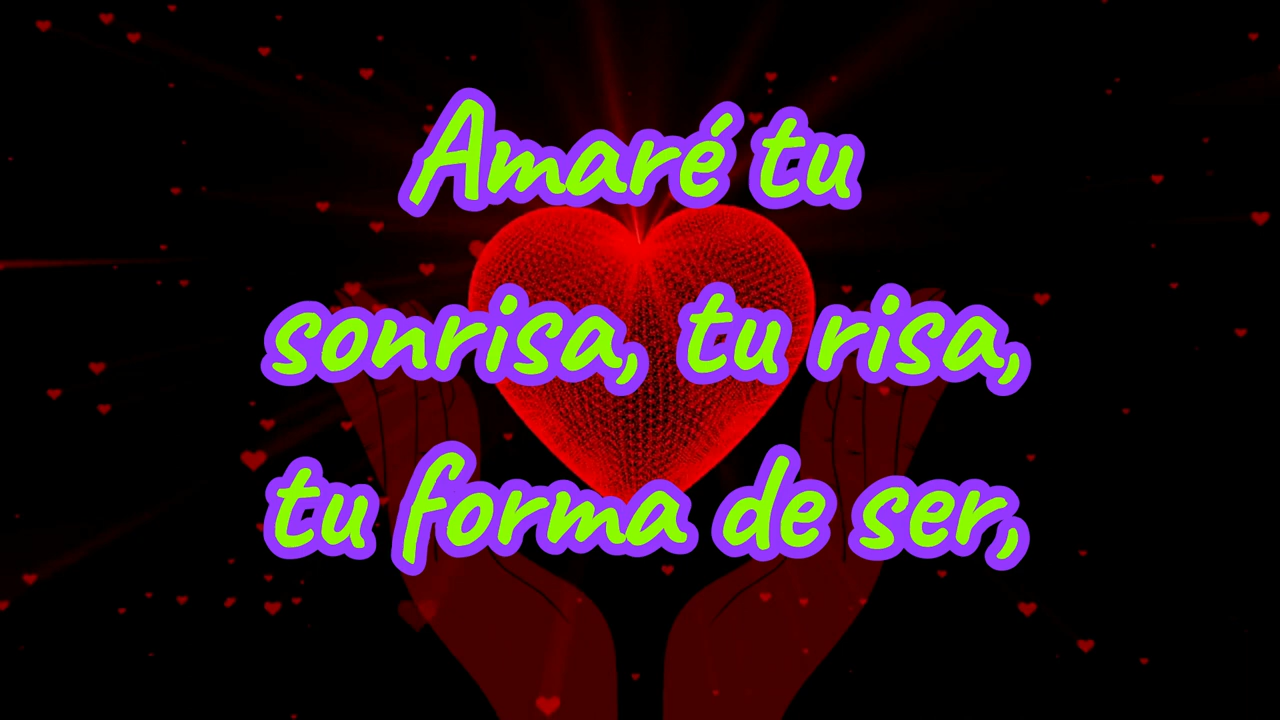 Amaré tu
sonrisa, tu risa,
tu forma de ser,